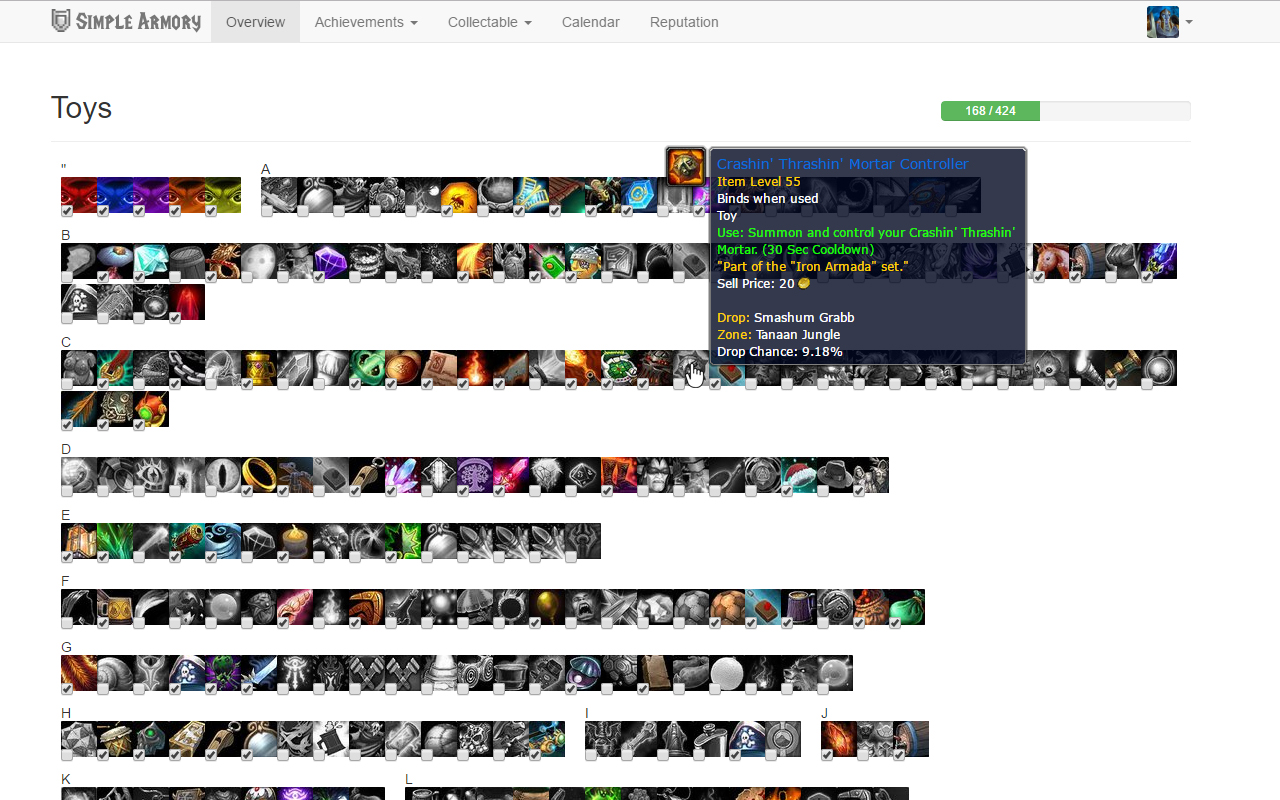 SIMPLE ARMORY Overview Achievements Collectable Calendar Reputation
Toys
168 / 424
"
A
Crashin' Thrashin' Mortar Controller
Item Level 55
Binds when used
Toy
Use: Summon and control your Crashin' Thrashin'
Mortar. (30 Sec Cooldown)
"Part of the "Iron Armada" set."
Sell Price: 20
Drop: Smashum Grabb
Zone: Tanaan Jungle
Drop Chance: 9.18%
B
C
D
E
F
G
H
I
J
K
L